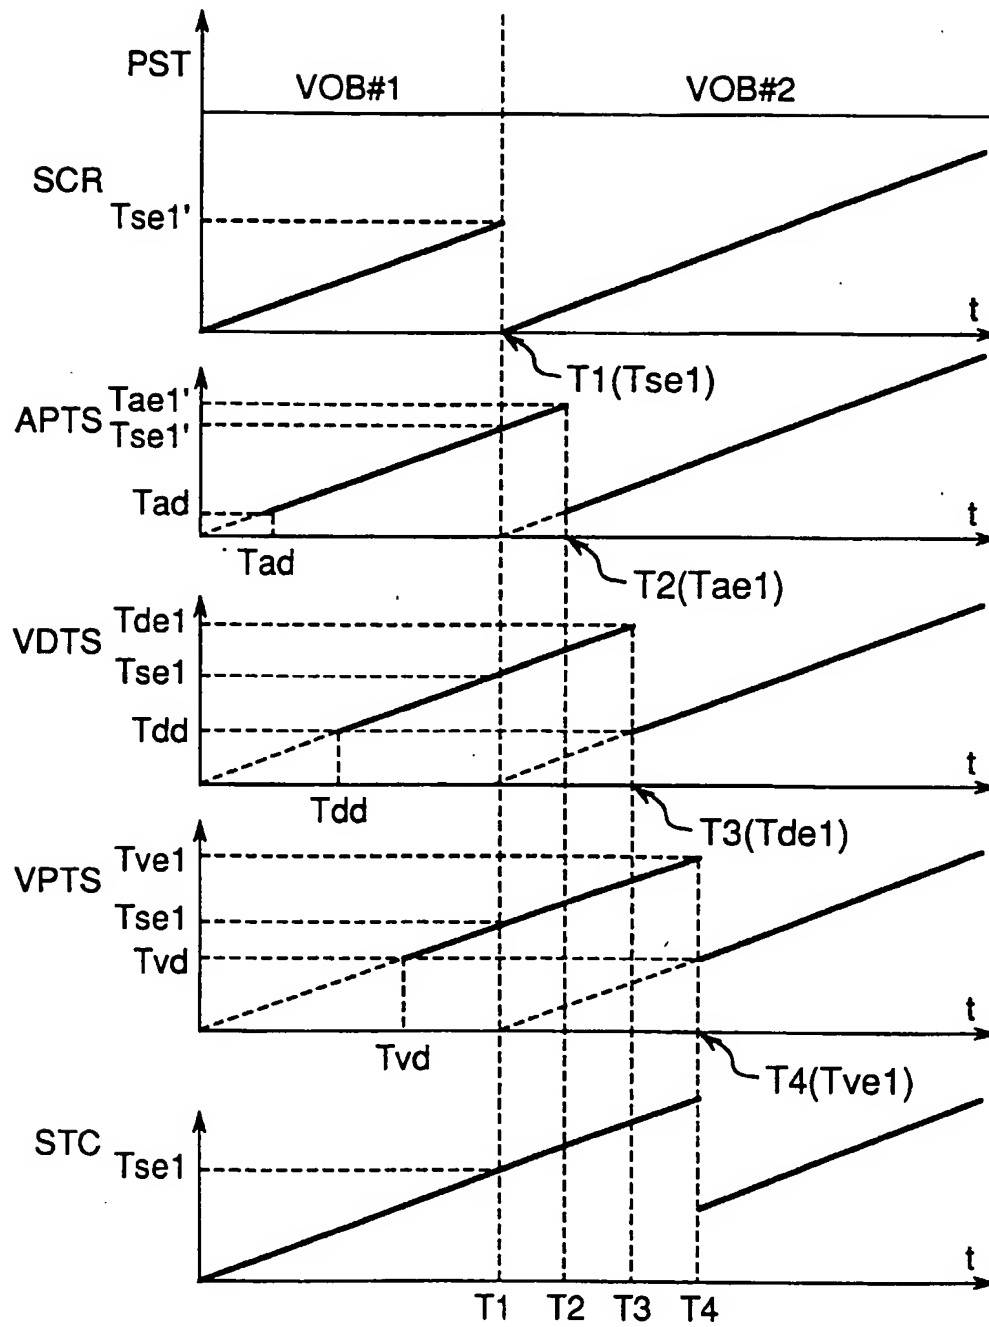 PST
VOB#1
VOB#2
SCR
Tse1'
t
T1(Tse1)
APTS
Tae1'
Tse1'
Tad
t
Tad
T2(Tae1)
VDTS
Tde1
Tse1
Tdd
t
Tdd
T3(Tde1)
VPTS
Tve1
Tse1
Tvd
t
Tvd
T4(Tve1)
STC
Tse1
t
T1 T2 T3 T4